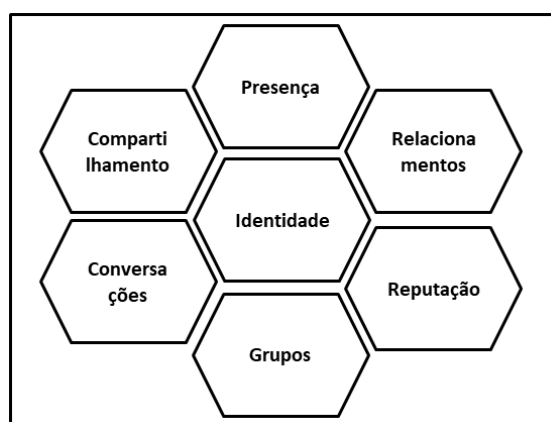 Presença
Comparti
lhamento
Relaciona
mentos
Identidade
Conversa
ções
Reputação
Grupos